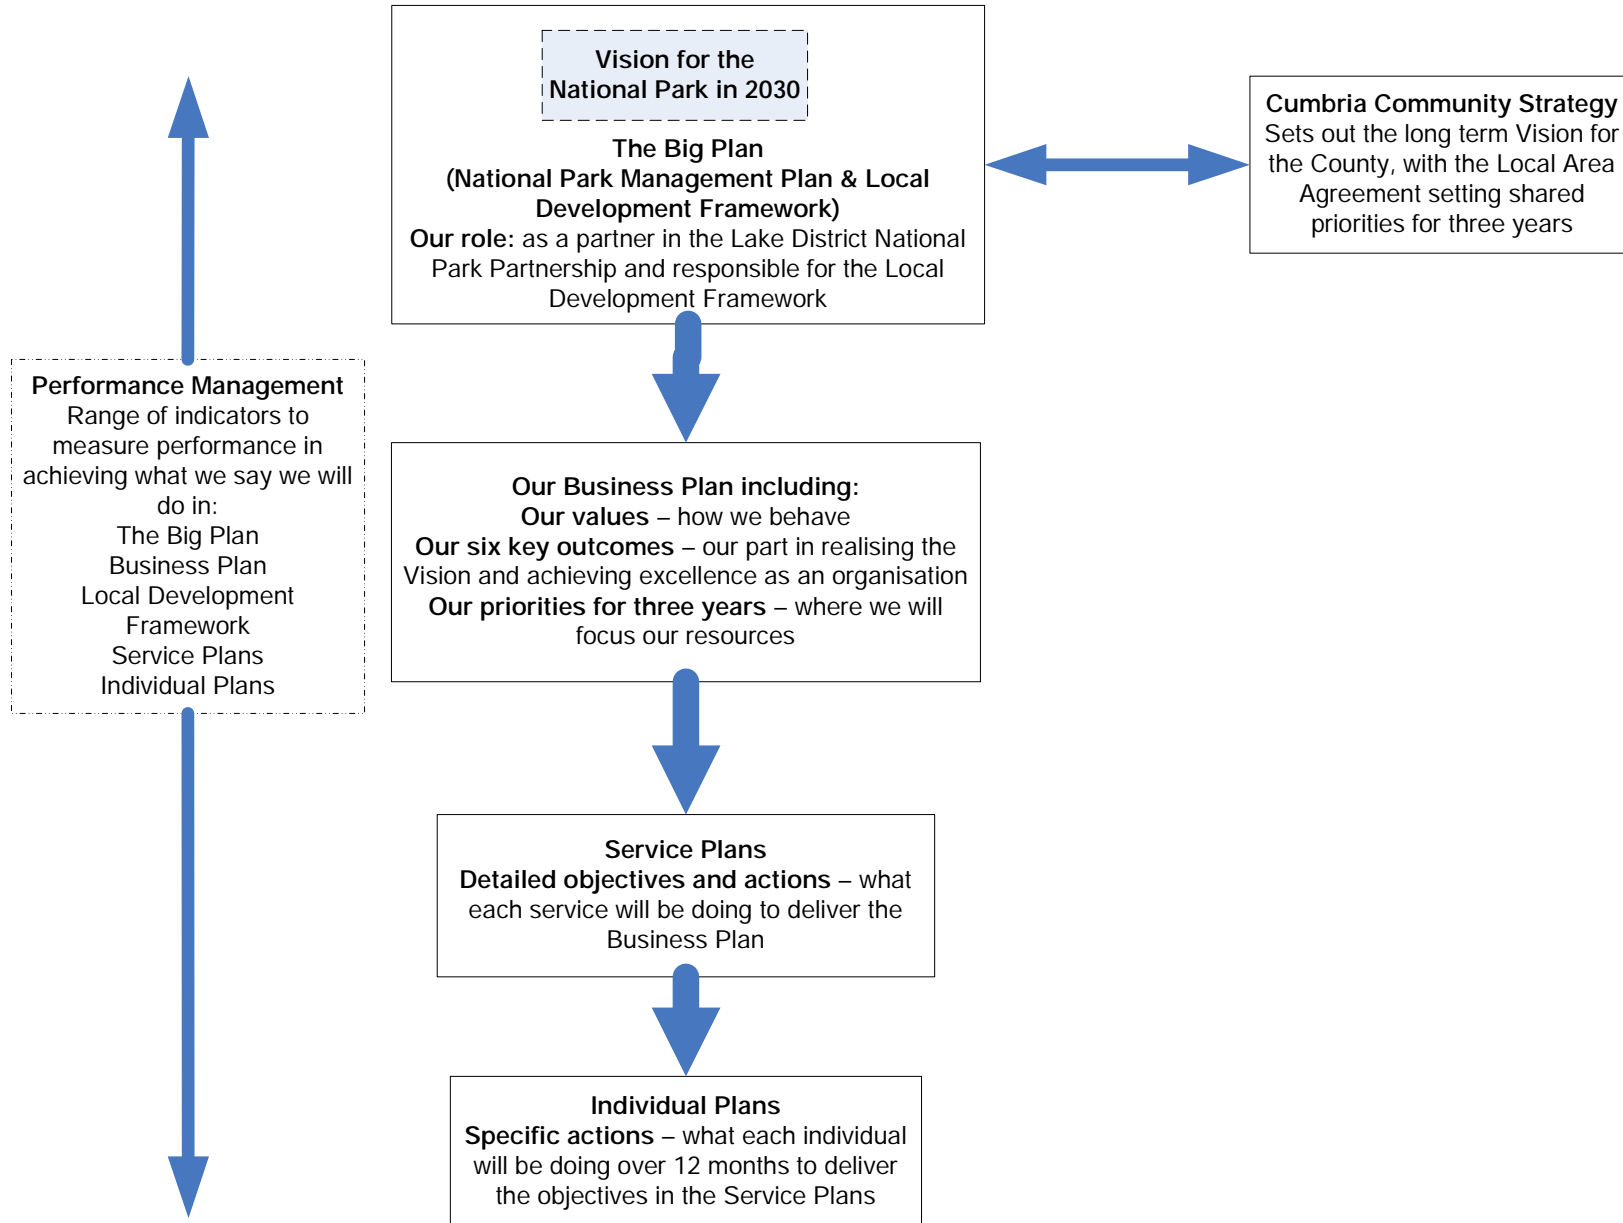 Vision for the
National Park in 2030
The Big Plan
(National Park Management Plan & Local
Development Framework)
Our role: as a partner in the Lake District National
Park Partnership and responsible for the Local
Development Framework
Cumbria Community Strategy
Sets out the long term Vision for
the County, with the Local Area
Agreement setting shared
priorities for three years
Performance Management
Range of indicators to
measure performance in
achieving what we say we will
do in:
The Big Plan
Business Plan
Local Development
Framework
Service Plans
Individual Plans
Our Business Plan including:
Our values – how we behave
Our six key outcomes – our part in realising the
Vision and achieving excellence as an organisation
Our priorities for three years – where we will
focus our resources
Service Plans
Detailed objectives and actions – what
each service will be doing to deliver the
Business Plan
Individual Plans
Specific actions – what each individual
will be doing over 12 months to deliver
the objectives in the Service Plans